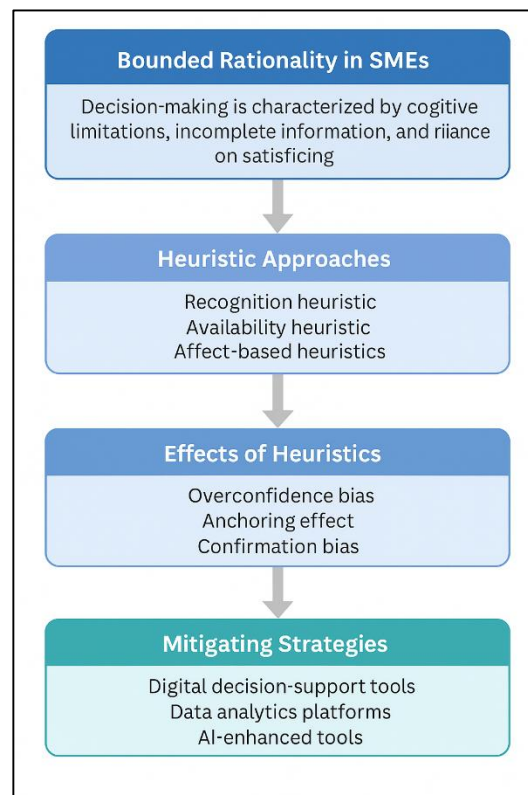 Bounded Rationality in SMEs
Decision-making is characterized by cogitive
limitations, incomplete information, and riiance
on satisficing
Heuristic Approaches
Recognition heuristic
Availability heuristic
Affect-based heuristics
Effects of Heuristics
Overconfidence bias
Anchoring effect
Confirmation bias
Mitigating Strategies
Digital decision-support tools
Data analytics platforms
AI-enhanced tools